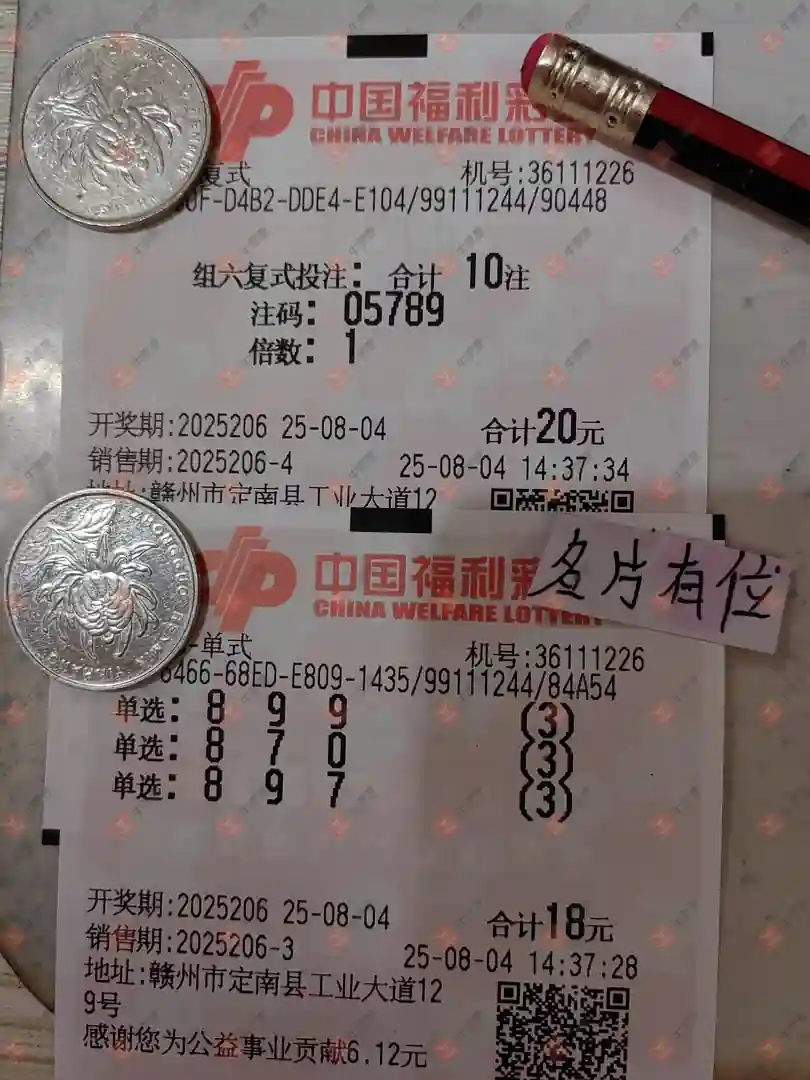 中国福利彩
CHINA WELFARE LOTTERY
复式 机号:36111226
0F-D4B2-DDE4-E104/99111244/90448
组六复式投注: 合计 10注
注码: 05789
倍数: 1
开奖期:2025206 25-08-04 合计20元
销售期:2025206-4 25-08-04 14:37:34
地址:赣州市定南县工业大道12
中国福利彩
CHINA WELFARE LOTTERY
名片有位
-单式 机号:36111226
6466-68ED-E809-1435/99111244/84A54
单选: 8 9 9 (3)
单选: 8 7 0 (3)
单选: 8 9 7 (3)
开奖期:2025206 25-08-04 合计18元
销售期:2025206-3 25-08-04 14:37:28
地址:赣州市定南县工业大道12
9号
感谢您为公益事业贡献6.12元